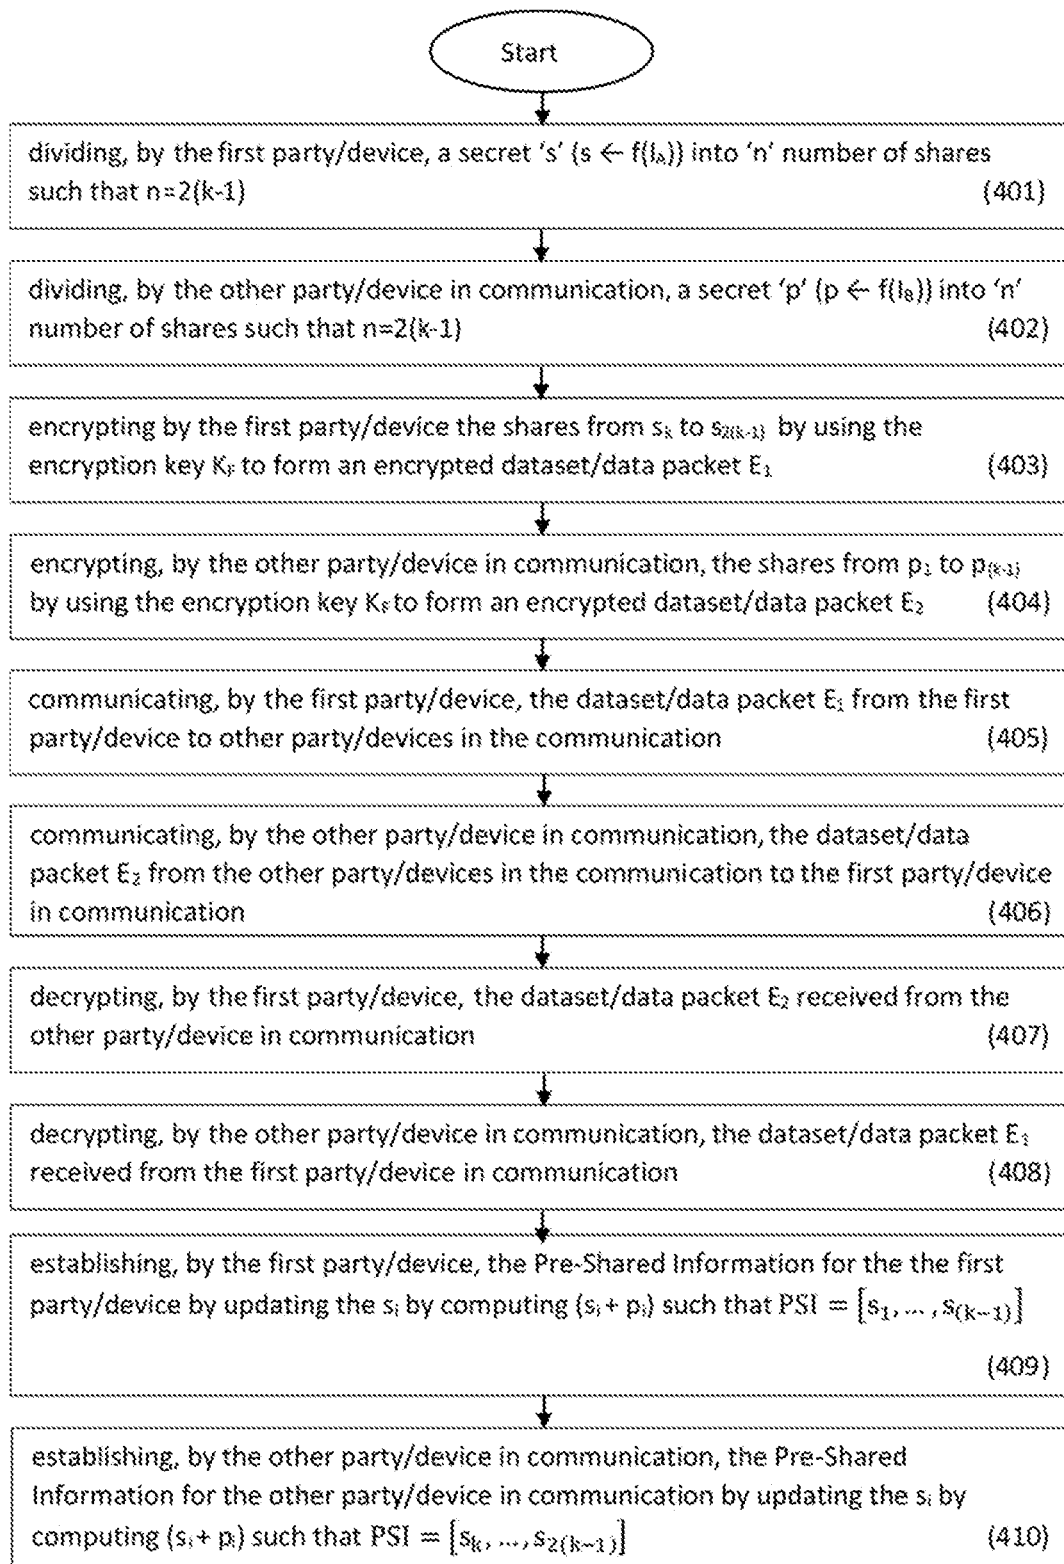 Start
dividing, by the first party/device, a secret ‘s’ (s ← f(I_A)) into ‘n’ number of shares
such that n=2(k-1) (401)
dividing, by the other party/device in communication, a secret ‘p’ (p ← f(I_B)) into ‘n’
number of shares such that n=2(k-1) (402)
encrypting by the first party/device the shares from s_k to s_2(k-1) by using the
encryption key K_F to form an encrypted dataset/data packet E₁ (403)
encrypting, by the other party/device in communication, the shares from p₁ to p_(k-1)
by using the encryption key K_F to form an encrypted dataset/data packet E₂ (404)
communicating, by the first party/device, the dataset/data packet E₁ from the first
party/device to other party/devices in the communication (405)
communicating, by the other party/device in communication, the dataset/data
packet E₂ from the other party/devices in the communication to the first party/device
in communication (406)
decrypting, by the first party/device, the dataset/data packet E₂ received from the
other party/device in communication (407)
decrypting, by the other party/device in communication, the dataset/data packet E₁
received from the first party/device in communication (408)
establishing, by the first party/device, the Pre-Shared Information for the the first
party/device by updating the s_i by computing (s_i + p_i) such that PSI = [s₁, ... , s_(k−1)]
(409)
establishing, by the other party/device in communication, the Pre-Shared
Information for the other party/device in communication by updating the s_i by
computing (s_i + p_i) such that PSI = [s_k, ... , s_2(k−1)] (410)